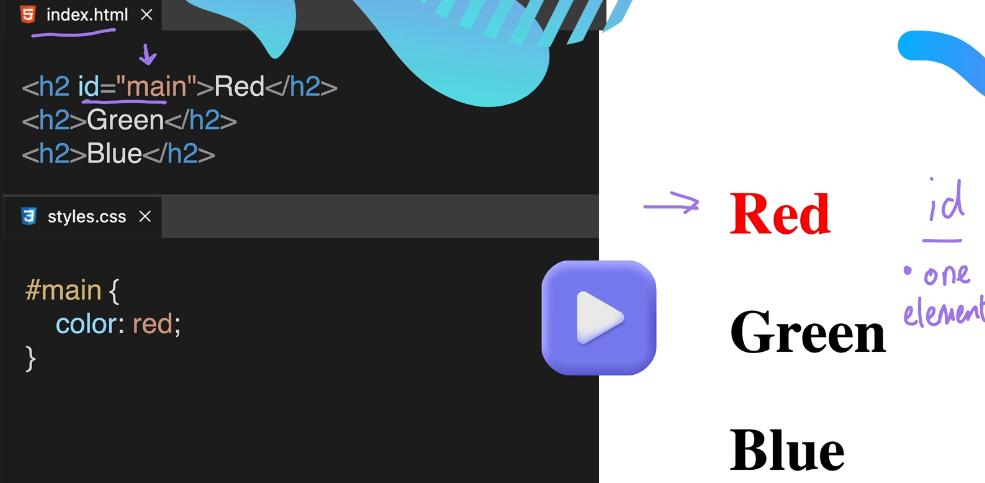 index.html
<h2 id="main">Red</h2>
<h2>Green</h2>
<h2>Blue</h2>
styles.css
#main {
color: red;
}
Red
Green
Blue
id
• one
element